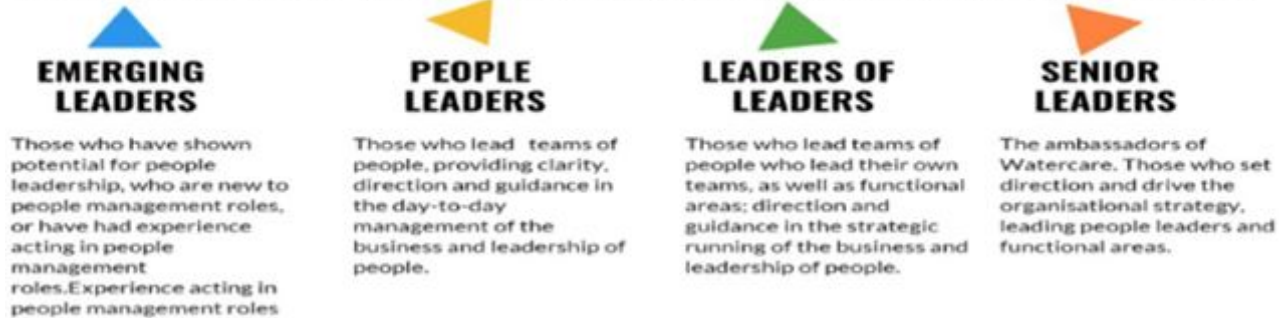 EMERGING
LEADERS
Those who have shown
potential for people
leadership, who are new to
people management roles,
or have had experience
acting in people
management
roles.Experience acting in
people management roles
PEOPLE
LEADERS
Those who lead teams of
people, providing clarity,
direction and guidance in
the day-to-day
management of the
business and leadership of
people.
LEADERS OF
LEADERS
Those who lead teams of
people who lead their own
teams, as well as functional
areas; direction and
guidance in the strategic
running of the business and
leadership of people.
SENIOR
LEADERS
The ambassadors of
Watercare. Those who set
direction and drive the
organisational strategy,
leading people leaders and
functional areas.